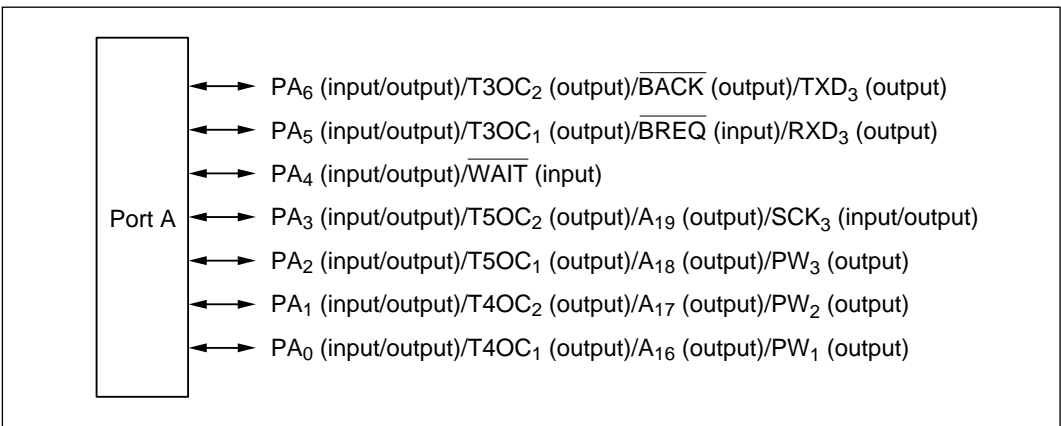 PA₆ (input/output)/T3OC₂ (output)/B̅A̅C̅K̅ (output)/TXD₃ (output)
PA₅ (input/output)/T3OC₁ (output)/B̅R̅E̅Q̅ (input)/RXD₃ (output)
PA₄ (input/output)/W̅A̅I̅T̅ (input)
Port A
PA₃ (input/output)/T5OC₂ (output)/A₁₉ (output)/SCK₃ (input/output)
PA₂ (input/output)/T5OC₁ (output)/A₁₈ (output)/PW₃ (output)
PA₁ (input/output)/T4OC₂ (output)/A₁₇ (output)/PW₂ (output)
PA₀ (input/output)/T4OC₁ (output)/A₁₆ (output)/PW₁ (output)